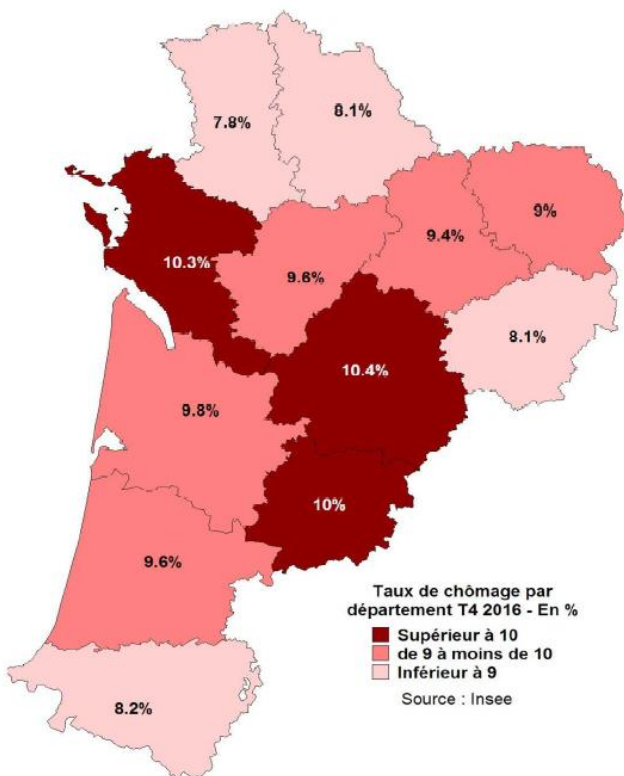 8.1%
7.8%
9%
9.4%
10.3%
9.6%
8.1%
10.4%
9.8%
10%
9.6%
8.2%
Taux de chômage par
département T4 2016 - En %
Supérieur à 10
de 9 à moins de 10
Inférieur à 9
Source : Insee